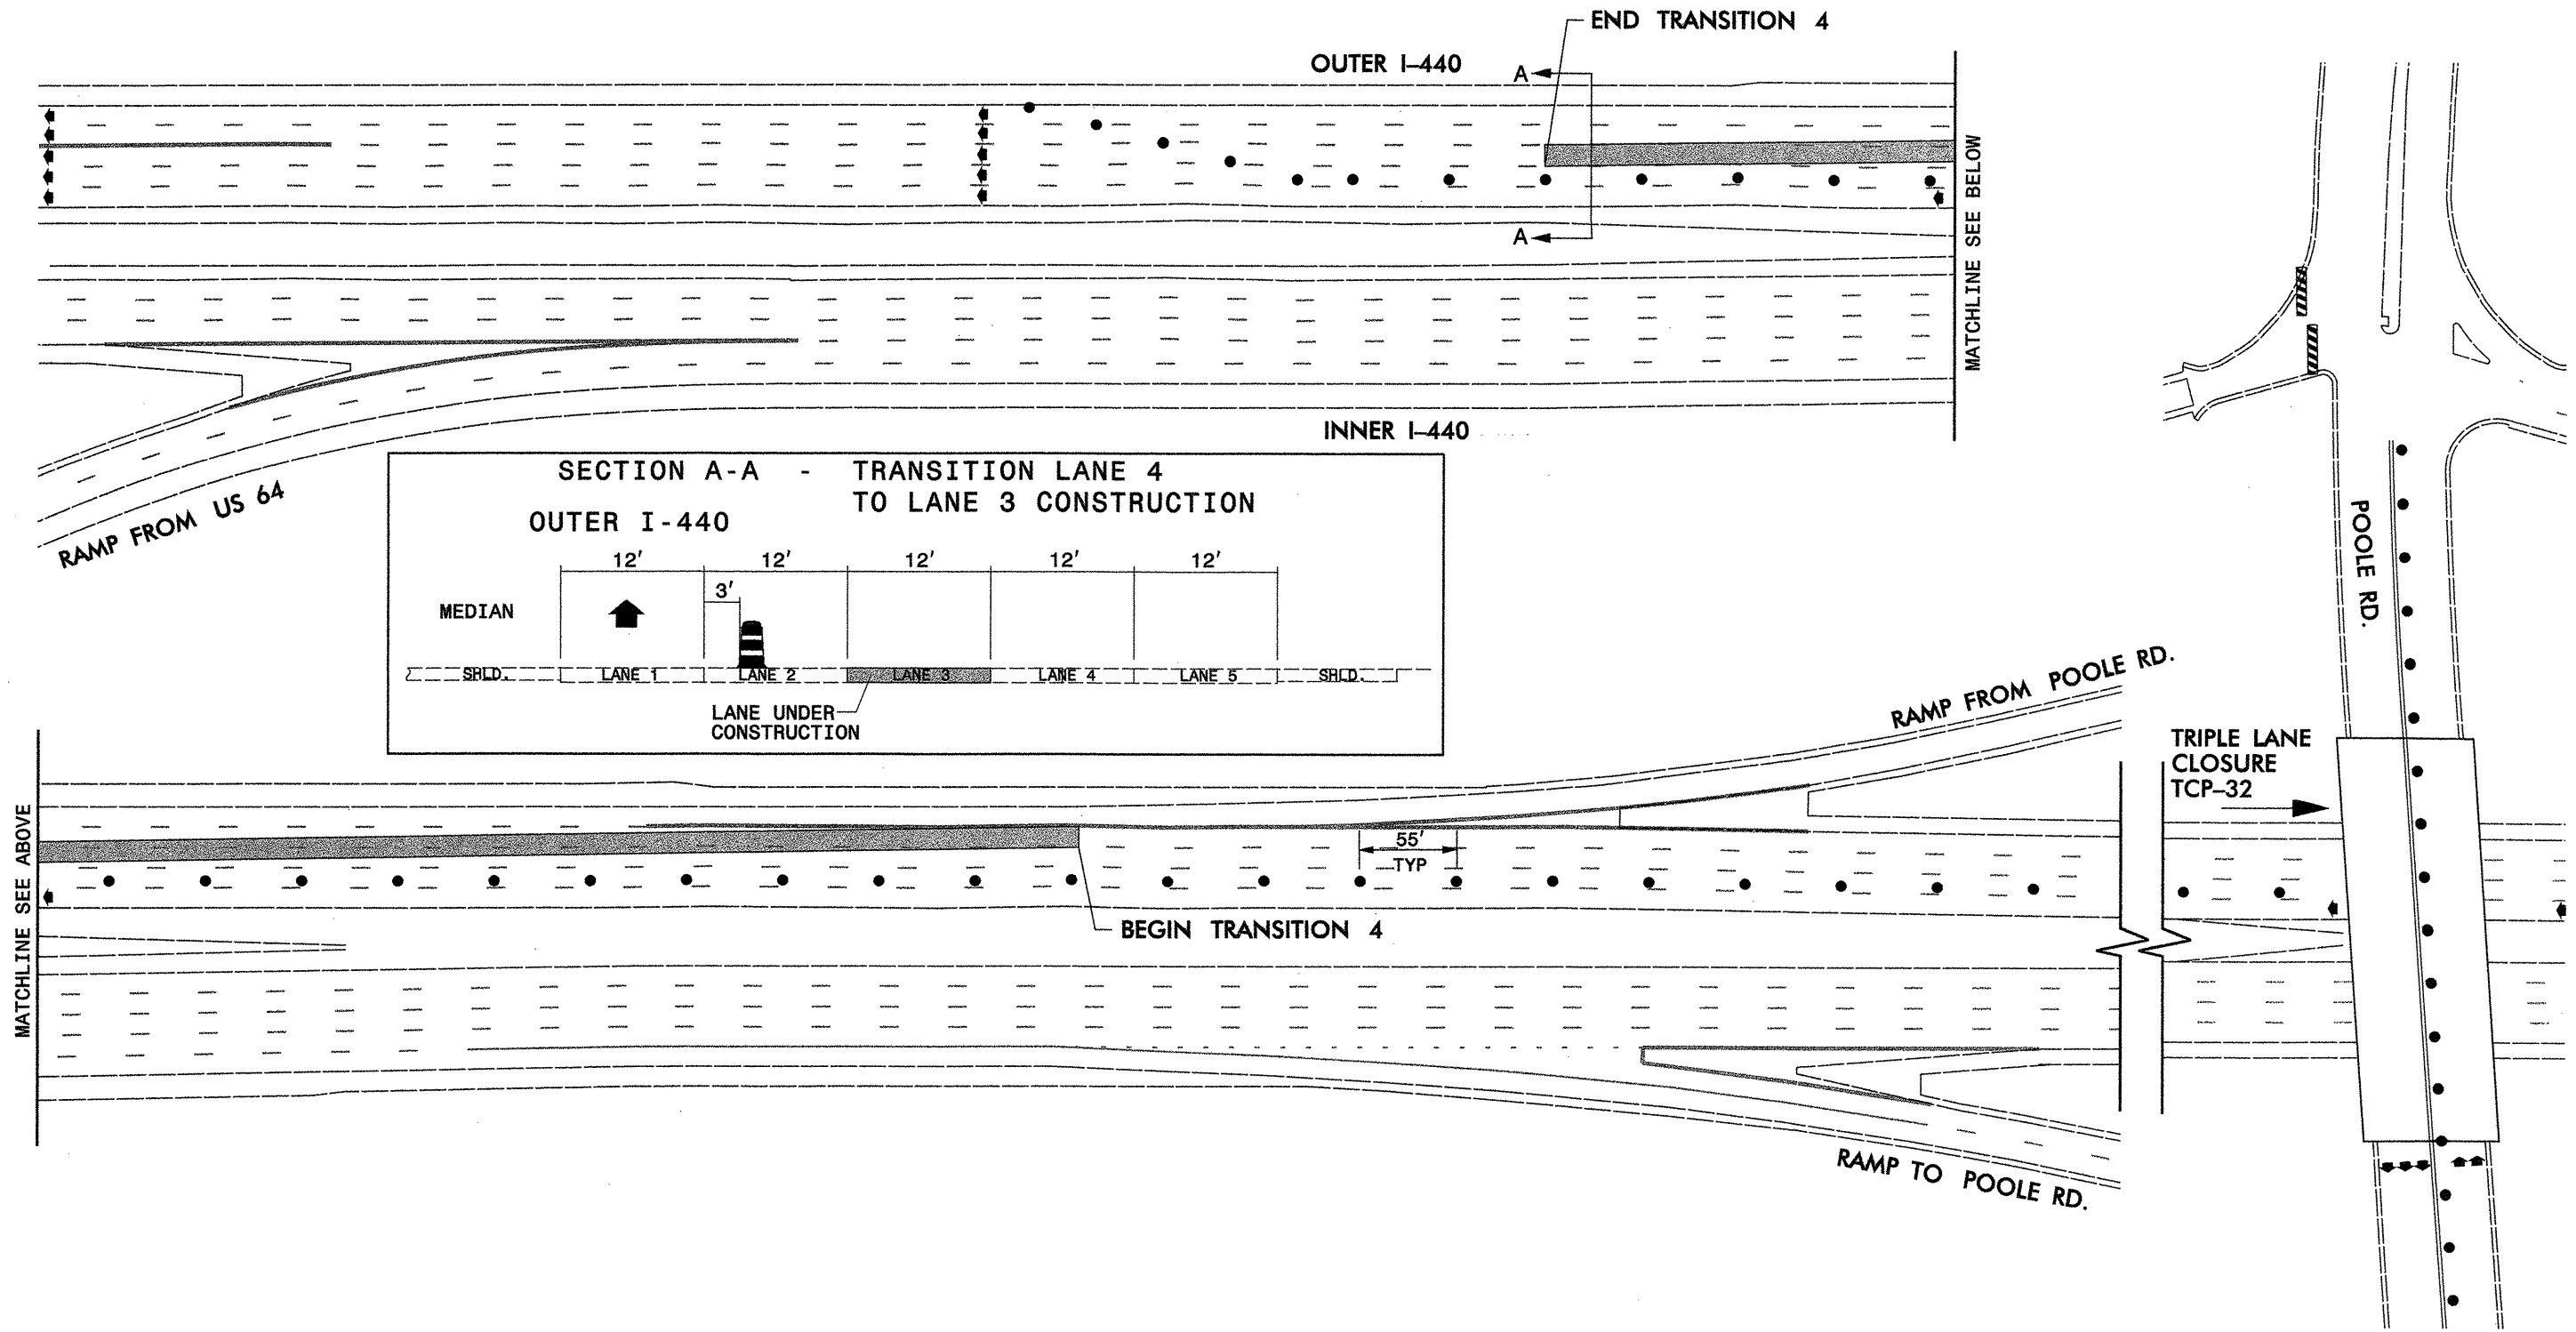 END TRANSITION 4
OUTER I-440
A
A
MATCHLINE SEE BELOW
INNER I-440
RAMP FROM US 64
SECTION A-A - TRANSITION LANE 4
TO LANE 3 CONSTRUCTION
OUTER I-440
12' 12' 12' 12' 12'
3'
MEDIAN
SHLD. LANE 1 LANE 2 LANE 3 LANE 4 LANE 5 SHLD.
LANE UNDER
CONSTRUCTION
POOLE RD.
RAMP FROM POOLE RD.
TRIPLE LANE
CLOSURE
TCP-32
MATCHLINE SEE ABOVE
55'
TYP
BEGIN TRANSITION 4
RAMP TO POOLE RD.